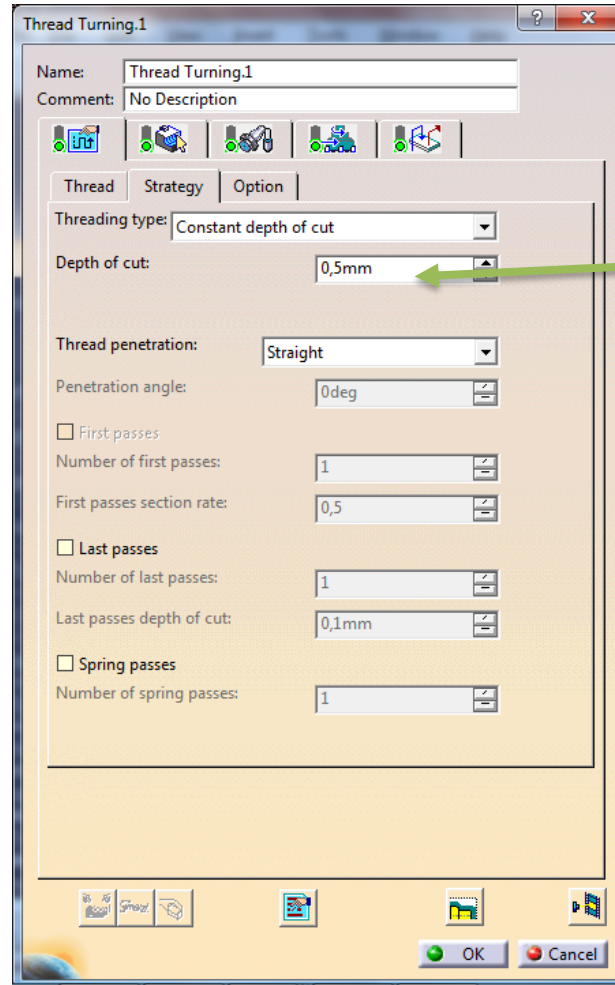 Thread Turning.1
Name: Thread Turning.1
Comment: No Description
Thread Strategy Option
Threading type: Constant depth of cut
Depth of cut: 0,5mm
Thread penetration: Straight
Penetration angle: 0deg
First passes
Number of first passes: 1
First passes section rate: 0,5
Last passes
Number of last passes: 1
Last passes depth of cut: 0,1mm
Spring passes
Number of spring passes: 1
OK Cancel